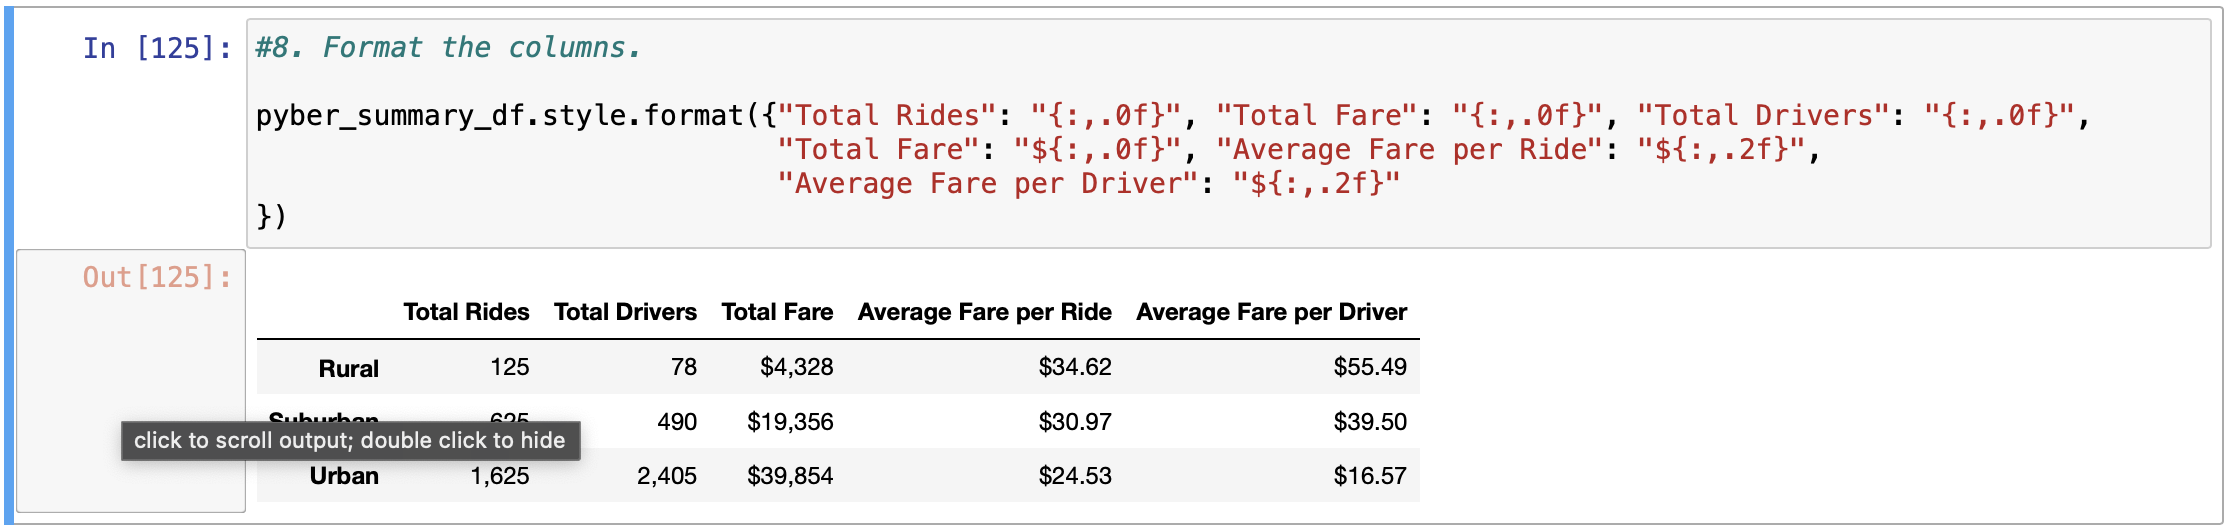 In [125]: #8. Format the columns.
pyber_summary_df.style.format({"Total Rides": "{:,.0f}", "Total Fare": "{:,.0f}", "Total Drivers": "{:,.0f}",
"Total Fare": "${:,.0f}", "Average Fare per Ride": "${:,.2f}",
"Average Fare per Driver": "${:,.2f}"
})
Out[125]:
Total Rides Total Drivers Total Fare Average Fare per Ride Average Fare per Driver
Rural 125 78 $4,328 $34.62 $55.49
Suburban 625 490 $19,356 $30.97 $39.50
click to scroll output; double click to hide
Urban 1,625 2,405 $39,854 $24.53 $16.57